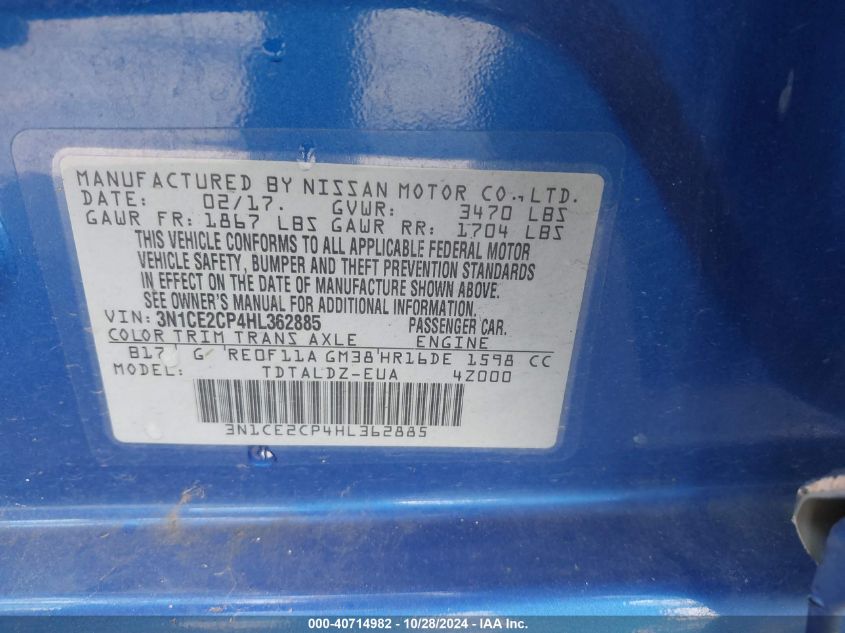 MANUFACTURED BY NISSAN MOTOR CO., LTD.
DATE: 02/17. GVWR: 3470 LBS
GAWR FR: 1867 LBS GAWR RR: 1704 LBS
THIS VEHICLE CONFORMS TO ALL APPLICABLE FEDERAL MOTOR
VEHICLE SAFETY, BUMPER AND THEFT PREVENTION STANDARDS
IN EFFECT ON THE DATE OF MANUFACTURE SHOWN ABOVE.
SEE OWNER'S MANUAL FOR ADDITIONAL INFORMATION.
VIN: 3N1CE2CP4HL362885 PASSENGER CAR
COLOR TRIM TRANS AXLE ENGINE
B17 G RE0F11A GM38 HR16DE 1598 CC
MODEL: TDTALDZ-EUA 4Z000
3N1CE2CP4HL362885
000-40714982 - 10/28/2024 - IAA Inc.